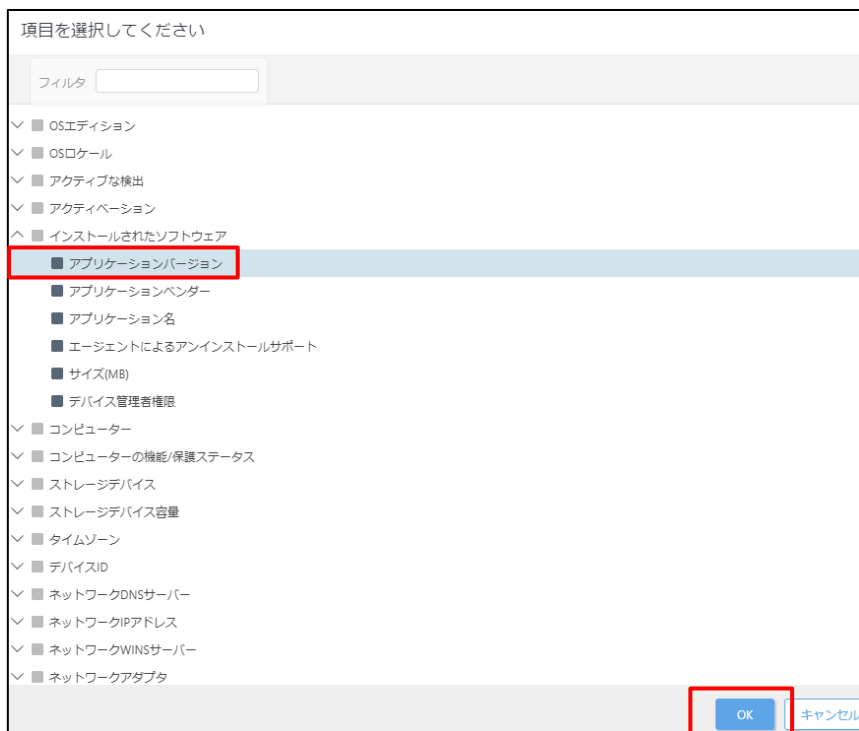 項目を選択してください
フィルタ
OSエディション
OSロケール
アクティブな検出
アクティベーション
インストールされたソフトウェア
アプリケーションバージョン
アプリケーションベンダー
アプリケーション名
エージェントによるアンインストールサポート
サイズ(MB)
デバイス管理者権限
コンピューター
コンピューターの機能/保護ステータス
ストレージデバイス
ストレージデバイス容量
タイムゾーン
デバイスID
ネットワークDNSサーバー
ネットワークIPアドレス
ネットワークWINSサーバー
ネットワークアダプタ
OK キャンセル